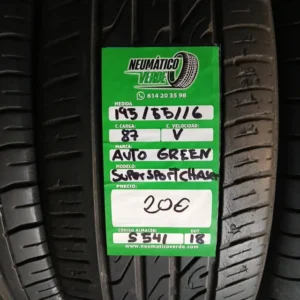 NEUMÁTICO
VERDE
614 20 35 98
MEDIDA
195/55/16
C. CARGA: C. VELOCIDAD:
87 V
MARCA:
AUTO GREEN
MODELO:
SUPERSPORTCHASER
PRECIO:
20€
CÓDIGO ALMACÉN DOT
S541 18
www.neumaticoverde.com